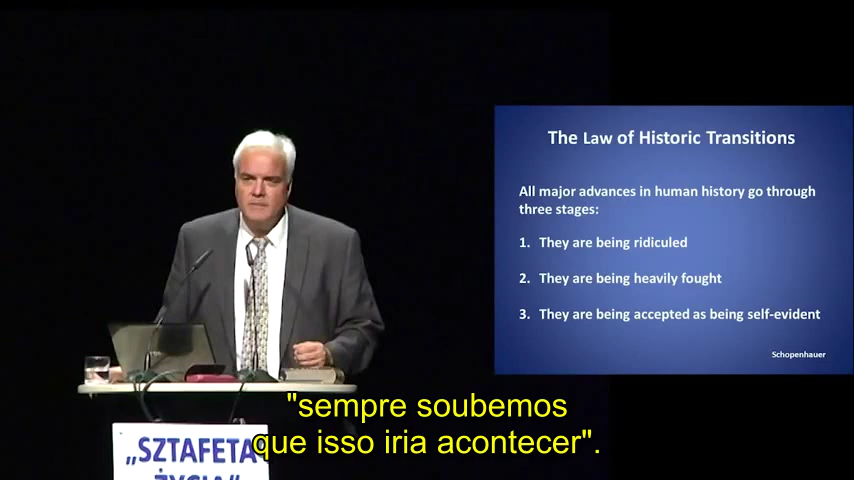 The Law of Historic Transitions
All major advances in human history go through
three stages:
1. They are being ridiculed
2. They are being heavily fought
3. They are being accepted as being self-evident
Schopenhauer
"sempre soubemos
que isso iria acontecer".
„SZTAFETA
ŻYCIA"